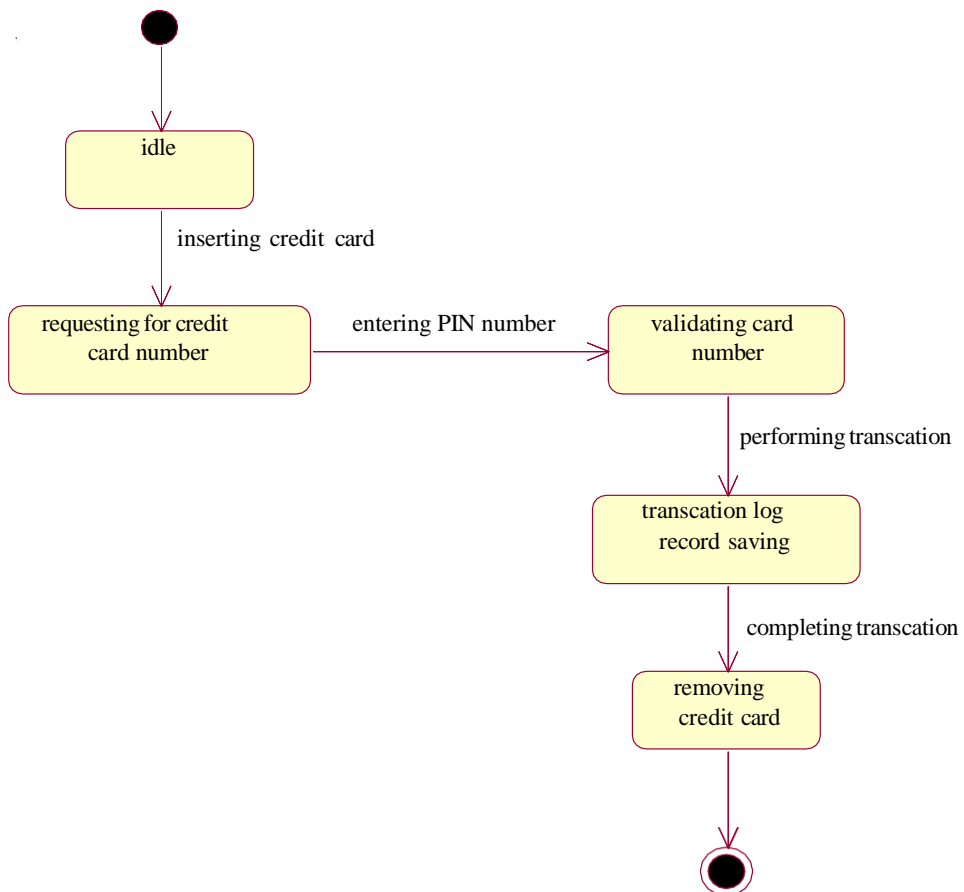 idle
inserting credit card
requesting for credit
card number
entering PIN number
validating card
number
performing transcation
transcation log
record saving
completing transcation
removing
credit card